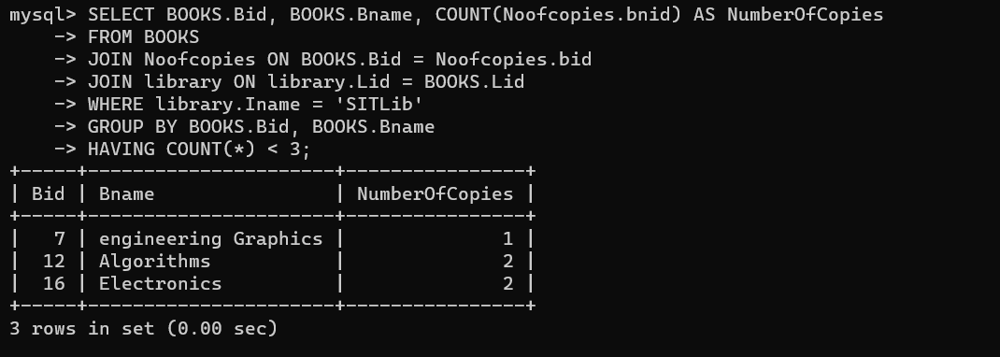 mysql> SELECT BOOKS.Bid, BOOKS.Bname, COUNT(Noofcopies.bnid) AS NumberOfCopies
    -> FROM BOOKS
    -> JOIN Noofcopies ON BOOKS.Bid = Noofcopies.bid
    -> JOIN library ON library.Lid = BOOKS.Lid
    -> WHERE library.Iname = 'SITLib'
    -> GROUP BY BOOKS.Bid, BOOKS.Bname
    -> HAVING COUNT(*) < 3;
+-----+----------------------+----------------+
| Bid | Bname                | NumberOfCopies |
+-----+----------------------+----------------+
|   7 | engineering Graphics |              1 |
|  12 | Algorithms           |              2 |
|  16 | Electronics          |              2 |
+-----+----------------------+----------------+
3 rows in set (0.00 sec)